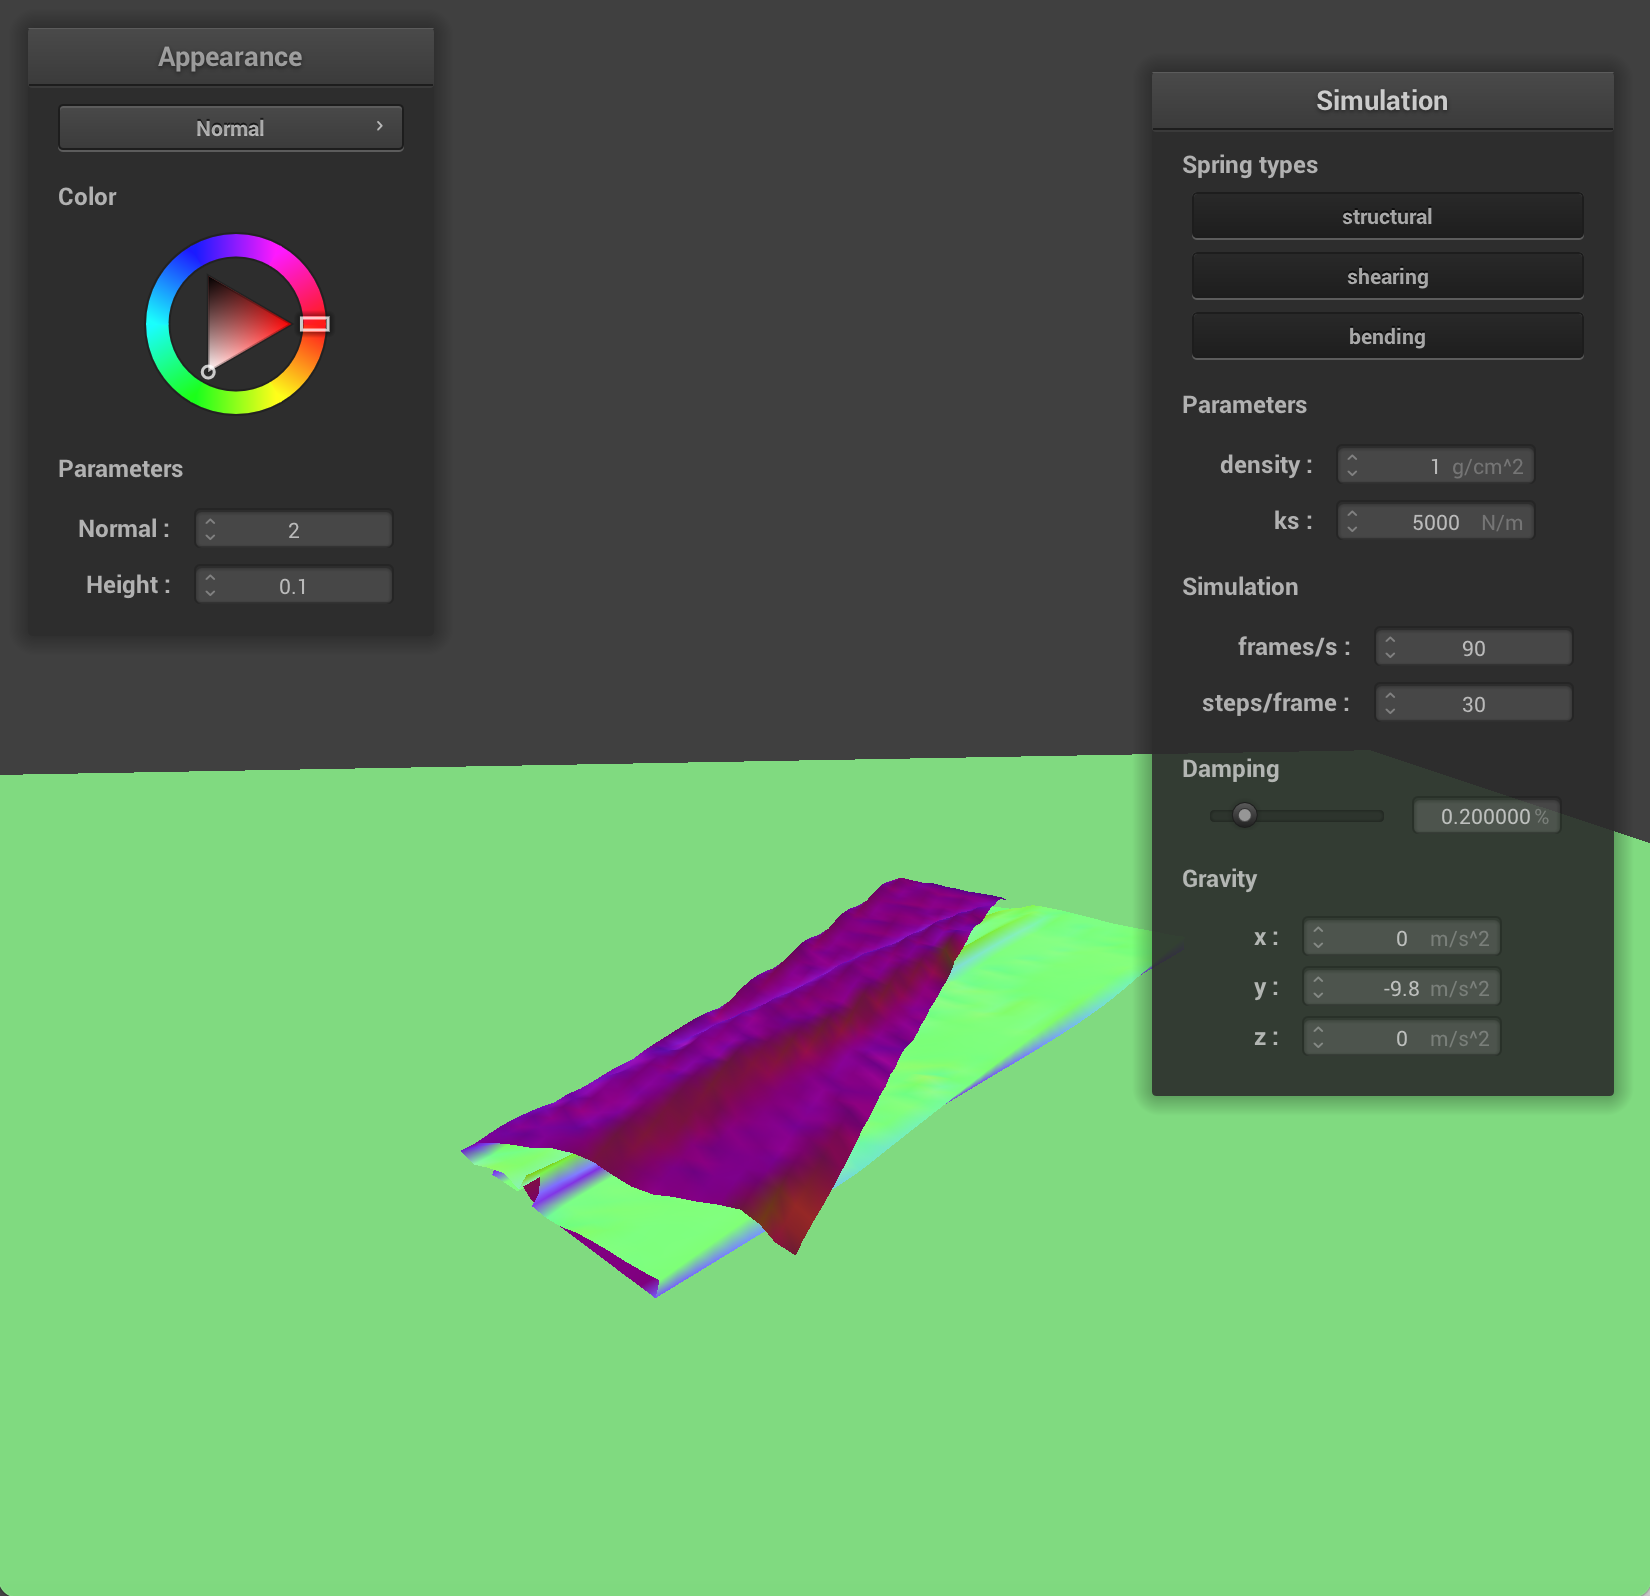 Appearance
Normal
Color
Parameters
Normal : 2
Height : 0.1
Simulation
Spring types
structural
shearing
bending
Parameters
density : 1 g/cm^2
ks : 5000 N/m
Simulation
frames/s : 90
steps/frame : 30
Damping
0.200000 %
Gravity
x : 0 m/s^2
y : -9.8 m/s^2
z : 0 m/s^2